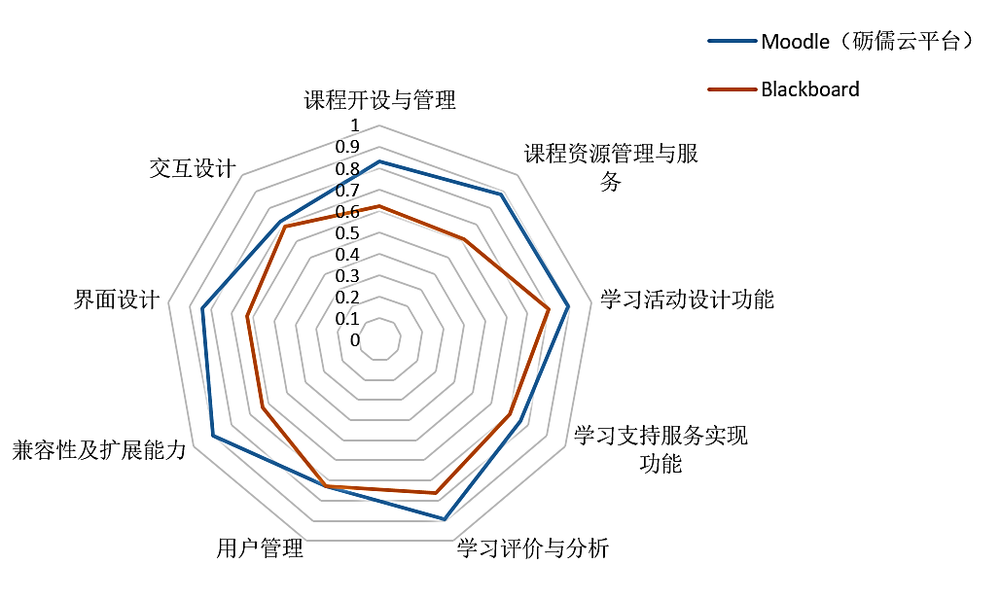 Moodle（砺儒云平台）
Blackboard
课程开设与管理
课程资源管理与服
务
学习活动设计功能
学习支持服务实现
功能
学习评价与分析
用户管理
兼容性及扩展能力
界面设计
交互设计
1
0.9
0.8
0.7
0.6
0.5
0.4
0.3
0.2
0.1
0